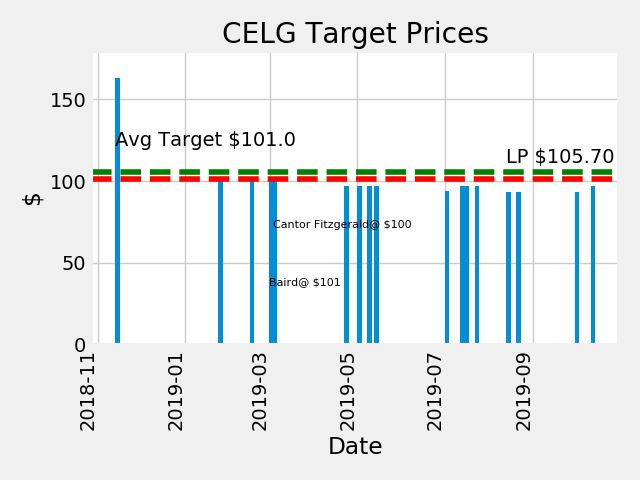 CELG Target Prices
150
Avg Target $101.0
LP $105.70
100
$
Cantor Fitzgerald@ $100
50
Baird@ $101
0
2018-11
2019-01
2019-03
2019-05
2019-07
2019-09
Date